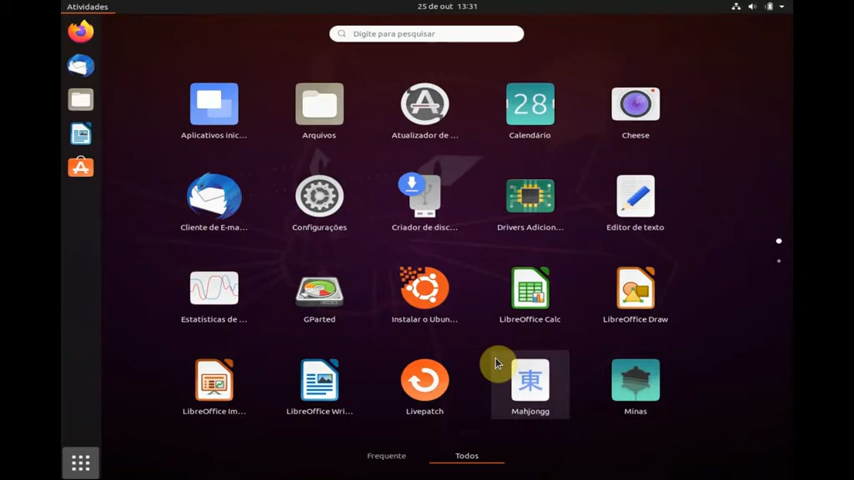 Atividades
25 de out 13:31
Digite para pesquisar
28
Aplicativos inic...
Arquivos
Atualizador de ...
Calendário
Cheese
Cliente de E-ma...
Configurações
Criador de disc...
Drivers Adicion...
Editor de texto
Estatísticas de ...
GParted
Instalar o Ubun...
LibreOffice Calc
LibreOffice Draw
東
LibreOffice Im...
LibreOffice Wri...
Livepatch
Mahjongg
Minas
Frequente
Todos